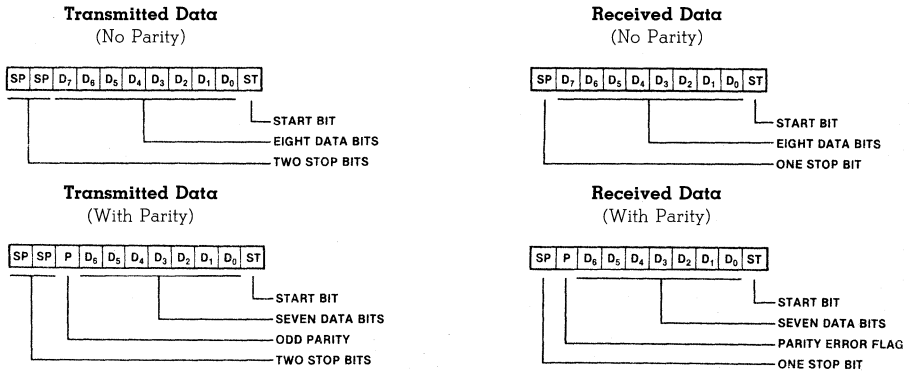 Transmitted Data
(No Parity)
SP SP D7 D6 D5 D4 D3 D2 D1 D0 ST
START BIT
EIGHT DATA BITS
TWO STOP BITS
Received Data
(No Parity)
SP D7 D6 D5 D4 D3 D2 D1 D0 ST
START BIT
EIGHT DATA BITS
ONE STOP BIT
Transmitted Data
(With Parity)
SP SP P D6 D5 D4 D3 D2 D1 D0 ST
START BIT
SEVEN DATA BITS
ODD PARITY
TWO STOP BITS
Received Data
(With Parity)
SP P D6 D5 D4 D3 D2 D1 D0 ST
START BIT
SEVEN DATA BITS
PARITY ERROR FLAG
ONE STOP BIT